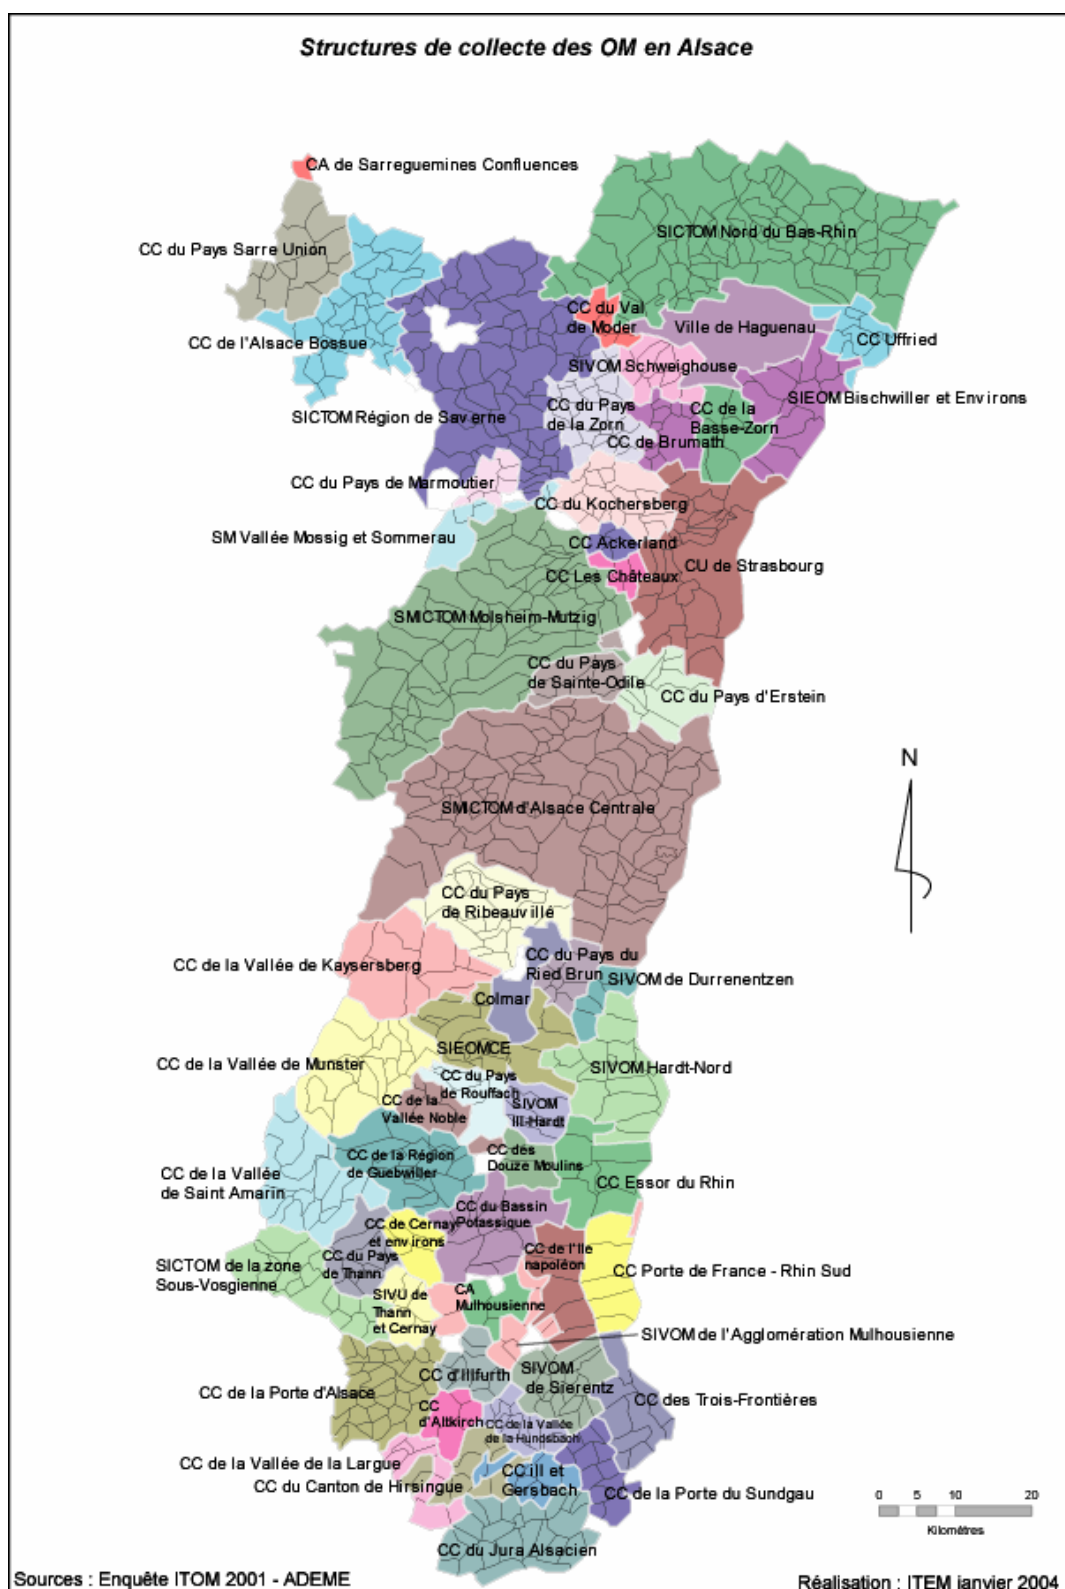 Structures de collecte des OM en Alsace
CA de Sarreguemines Confluences
CC du Pays Sarre Union
SICTOM Nord du Bas-Rhin
CC du Val
de Moder
Ville de Haguenau
CC Uffried
CC de l'Alsace Bossue
SIVOM Schweighouse
SIEOM Bischwiller et Environs
SICTOM Région de Saverne
CC du Pays
de la Zorn
CC de la
Basse-Zorn
CC de Brumath
CC du Pays de Marmoutier
CC du Kochersberg
SM Vallée Mossig et Sommerau
CC Ackerland
CC Les Châteaux
CU de Strasbourg
SMICTOM Molsheim-Mutzig
CC du Pays
de Sainte-Odile
CC du Pays d'Erstein
N
SMICTOM d'Alsace Centrale
CC du Pays
de Ribeauvillé
CC de la Vallée de Kaysersberg
CC du Pays du
Ried Brun
SIVOM de Durrenentzen
Colmar
SIEOMCE
CC de la Vallée de Munster
SIVOM Hardt-Nord
CC du Pays
de Rouffach
CC de la
Vallée Noble
SIVOM
Ill-Hardt
CC de la Région
de Guebwiller
CC des
Douze Moulins
CC de la Vallée
de Saint Amarin
CC Essor du Rhin
CC du Bassin
Potassique
CC de Cernay
et environs
CC du Pays
de Thann
CC de l'Ile
napoléon
SICTOM de la zone
Sous-Vosgienne
CC Porte de France - Rhin Sud
SIVU de
Thann
et Cernay
CA
Mulhousienne
SIVOM de l'Agglomération Mulhousienne
CC d'Illfurth
SIVOM
de Sierentz
CC de la Porte d'Alsace
CC des Trois-Frontières
CC
d'Altkirch
CC de la Vallée
de la Hundsbach
CC de la Vallée de la Largue
CC du Canton de Hirsingue
CC ill et
Gersbach
CC de la Porte du Sundgau
0 5 10 20
Kilomètres
CC du Jura Alsacien
Sources : Enquête ITOM 2001 - ADEME
Réalisation : ITEM janvier 2004